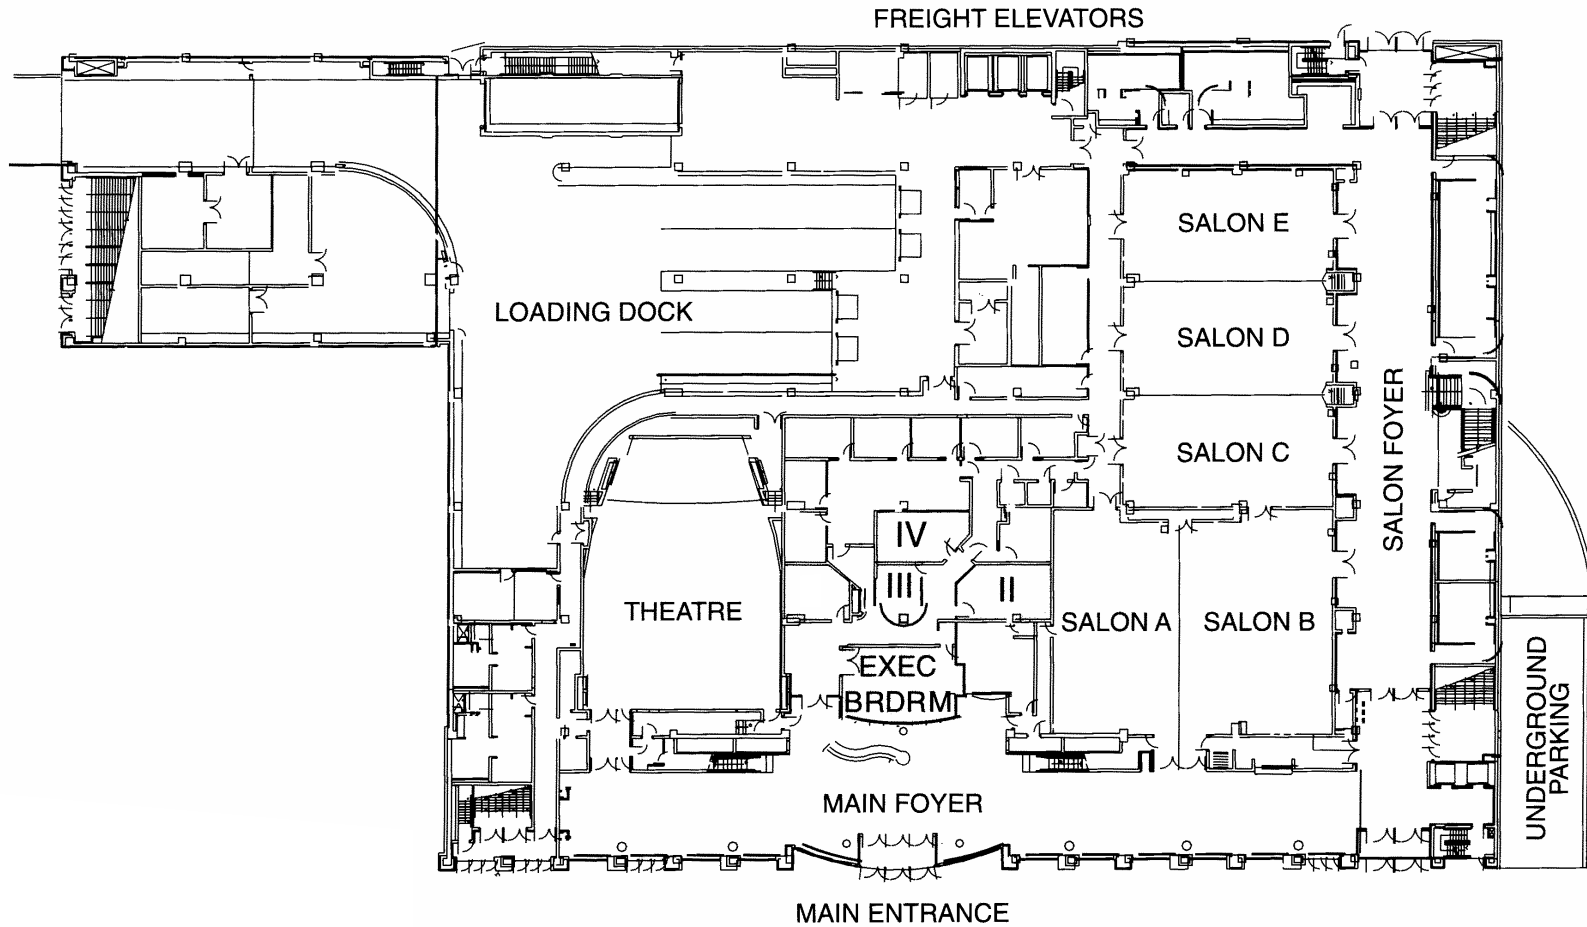 FREIGHT ELEVATORS
SALON E
LOADING DOCK
SALON D
SALON C
SALON FOYER
IV
III
II
THEATRE
SALON A
SALON B
EXEC
BRDRM
UNDERGROUND
PARKING
MAIN FOYER
MAIN ENTRANCE